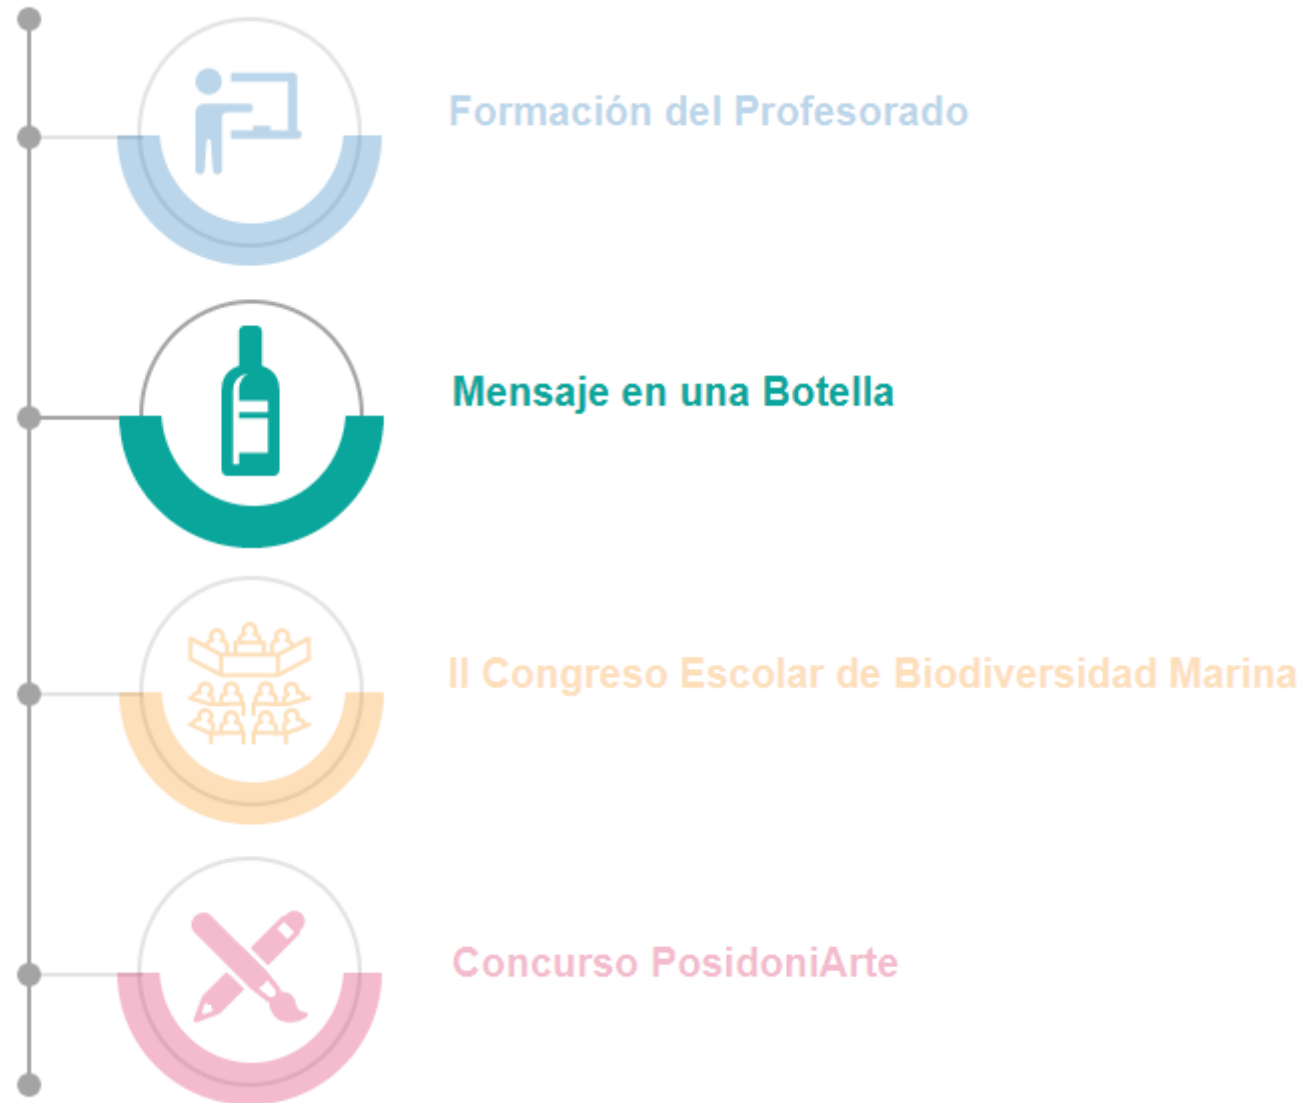 Formación del Profesorado
Mensaje en una Botella
II Congreso Escolar de Biodiversidad Marina
Concurso PosidoniArte